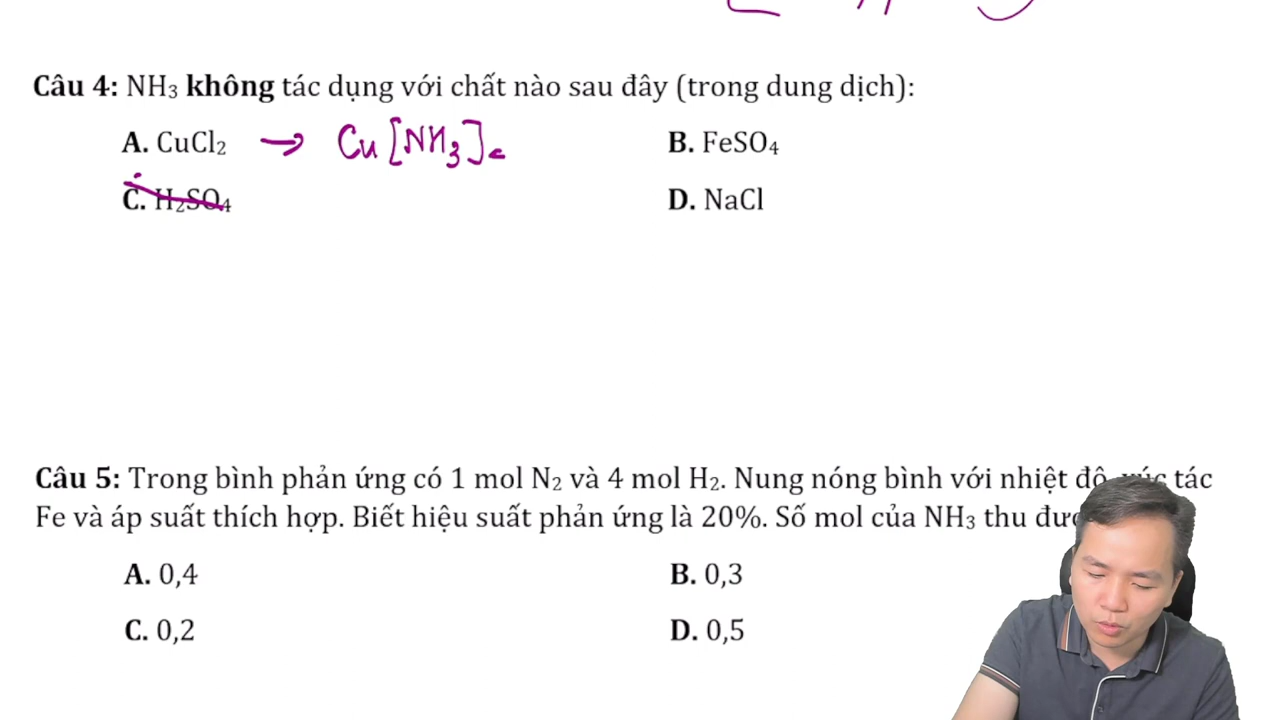 Câu 4: NH₃ không tác dụng với chất nào sau đây (trong dung dịch):
A. CuCl₂ → Cu[NH₃] B. FeSO₄
C. H₂SO₄ D. NaCl
Câu 5: Trong bình phản ứng có 1 mol N₂ và 4 mol H₂. Nung nóng bình với nhiệt độ, xúc tác
Fe và áp suất thích hợp. Biết hiệu suất phản ứng là 20%. Số mol của NH₃ thu
A. 0,4 B. 0,3
C. 0,2 D. 0,5